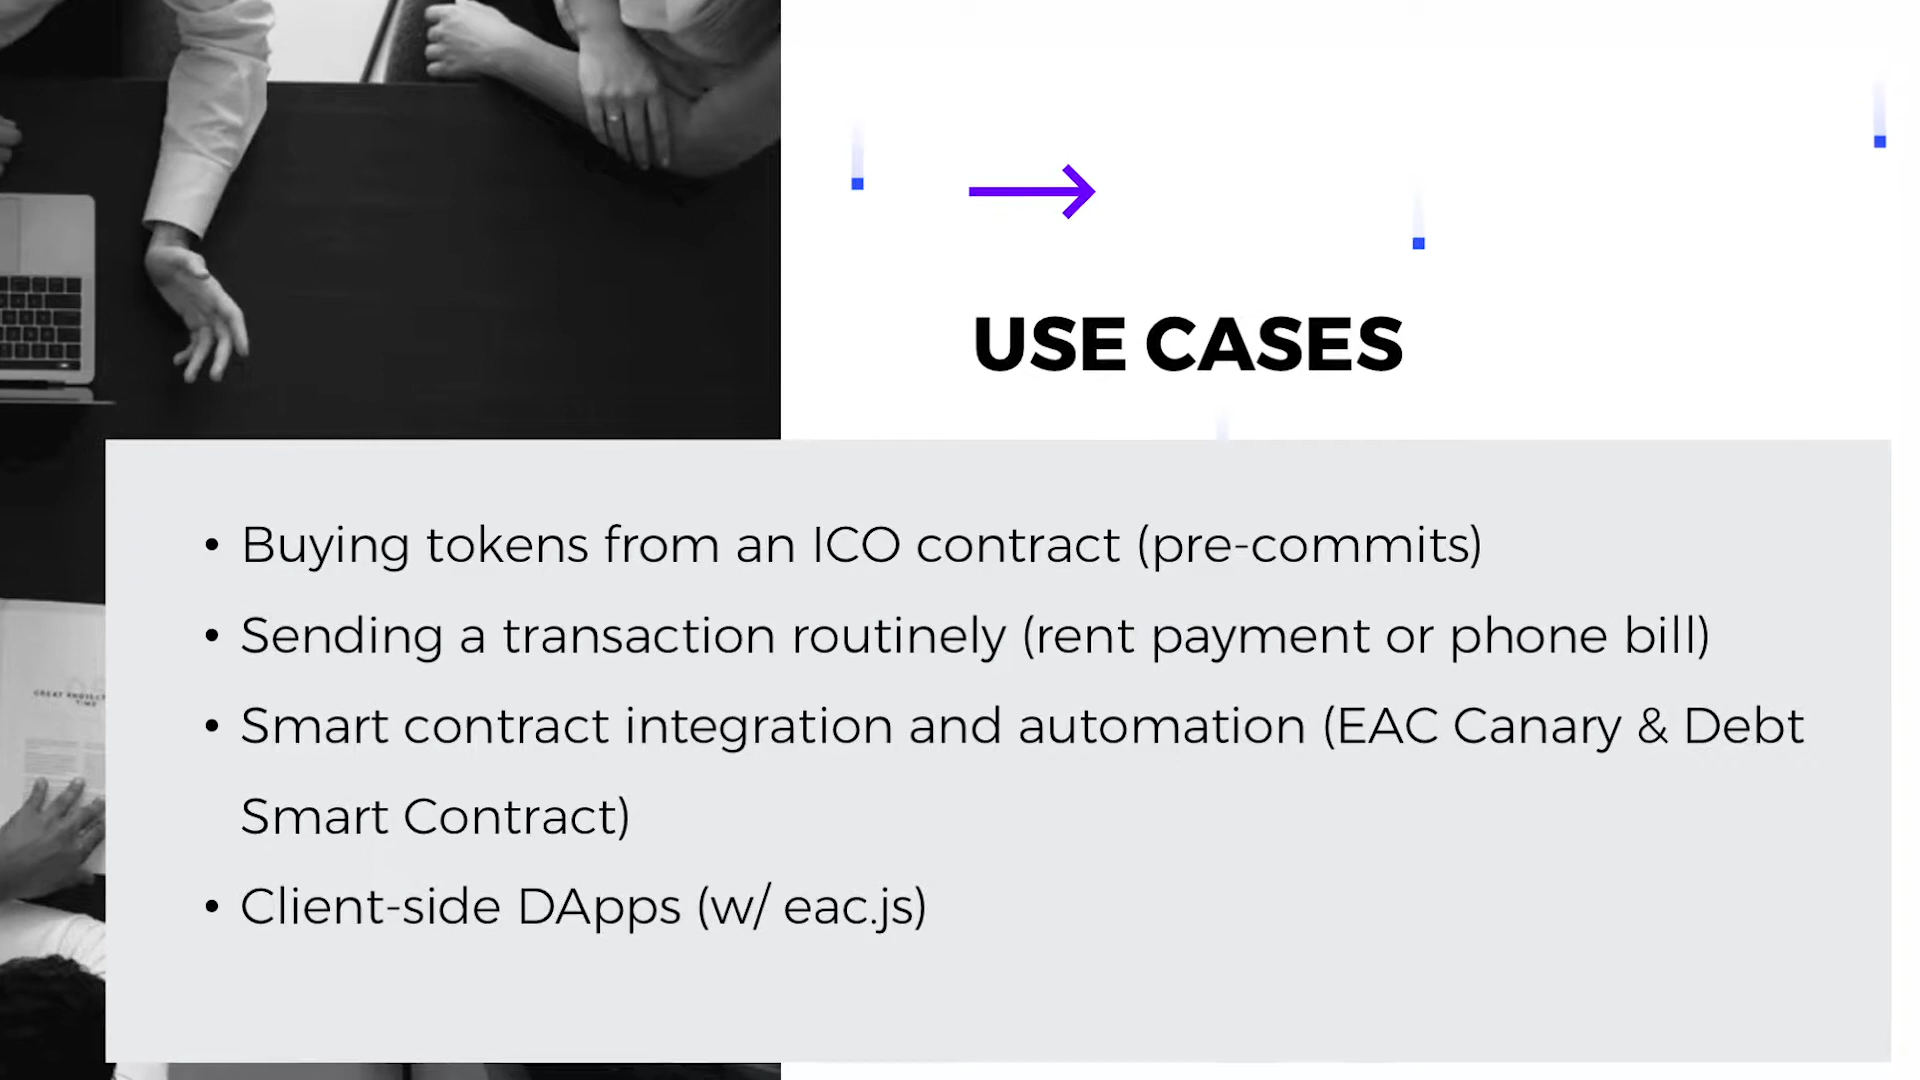 USE CASES
• Buying tokens from an ICO contract (pre-commits)
• Sending a transaction routinely (rent payment or phone bill)
• Smart contract integration and automation (EAC Canary & Debt
Smart Contract)
• Client-side DApps (w/ eac.js)